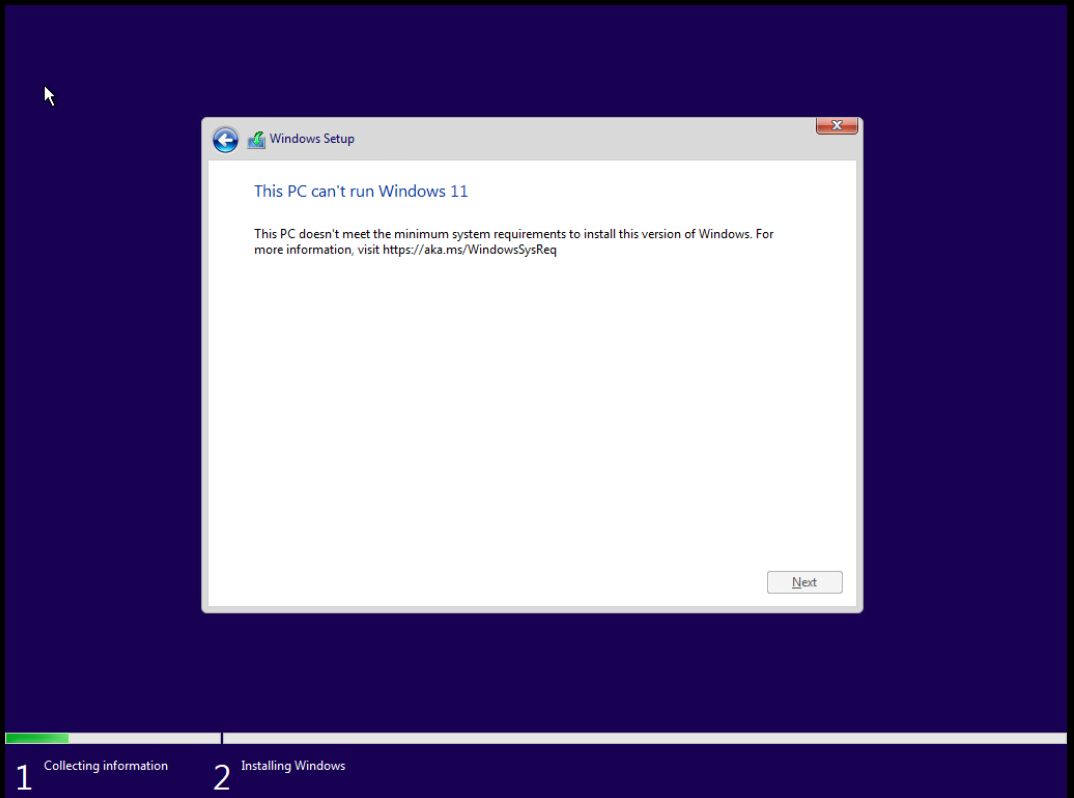 Windows Setup
This PC can't run Windows 11
This PC doesn't meet the minimum system requirements to install this version of Windows. For
more information, visit https://aka.ms/WindowsSysReq
Next
1 Collecting information
2 Installing Windows